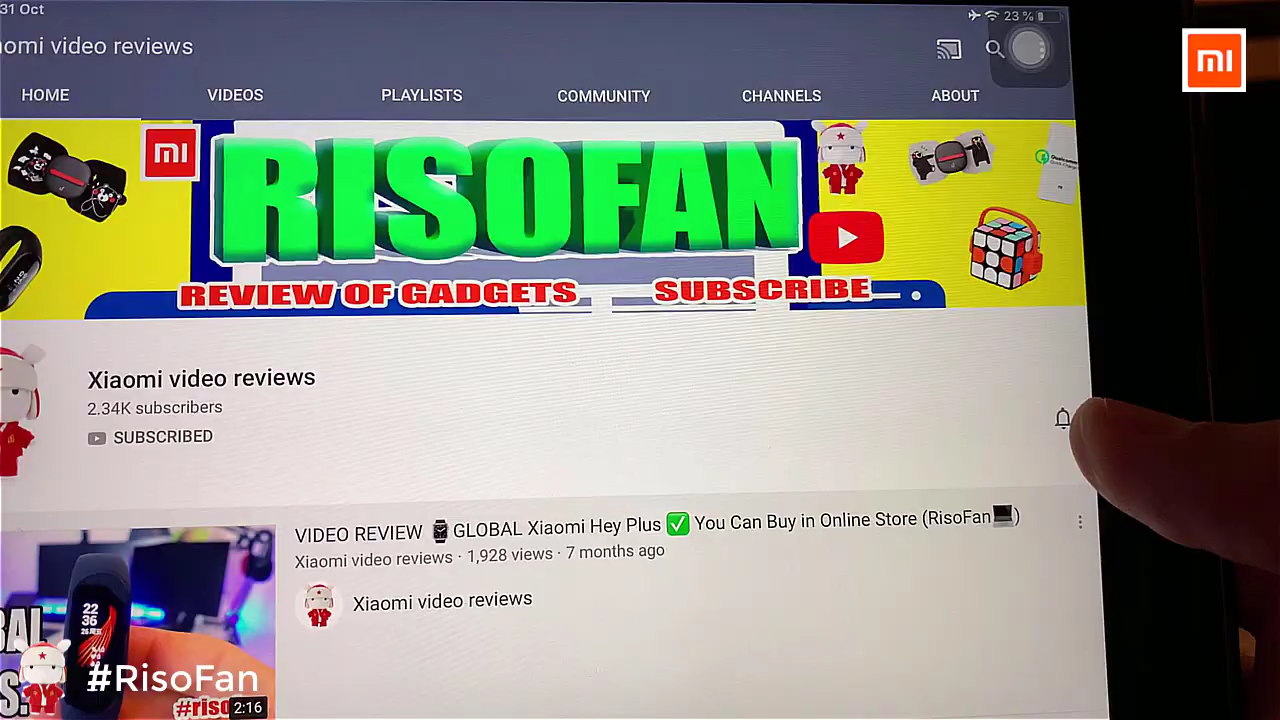 31 Oct
23 %
aomi video reviews
HOME VIDEOS PLAYLISTS COMMUNITY CHANNELS ABOUT
RISOFAN
REVIEW OF GADGETS SUBSCRIBE
Xiaomi video reviews
2.34K subscribers
SUBSCRIBED
VIDEO REVIEW ⌚GLOBAL Xiaomi Hey Plus ✅ You Can Buy in Online Store (RisoFan💻)
Xiaomi video reviews · 1,928 views · 7 months ago
Xiaomi video reviews
22
36
#RisoFan
#riso
2:16